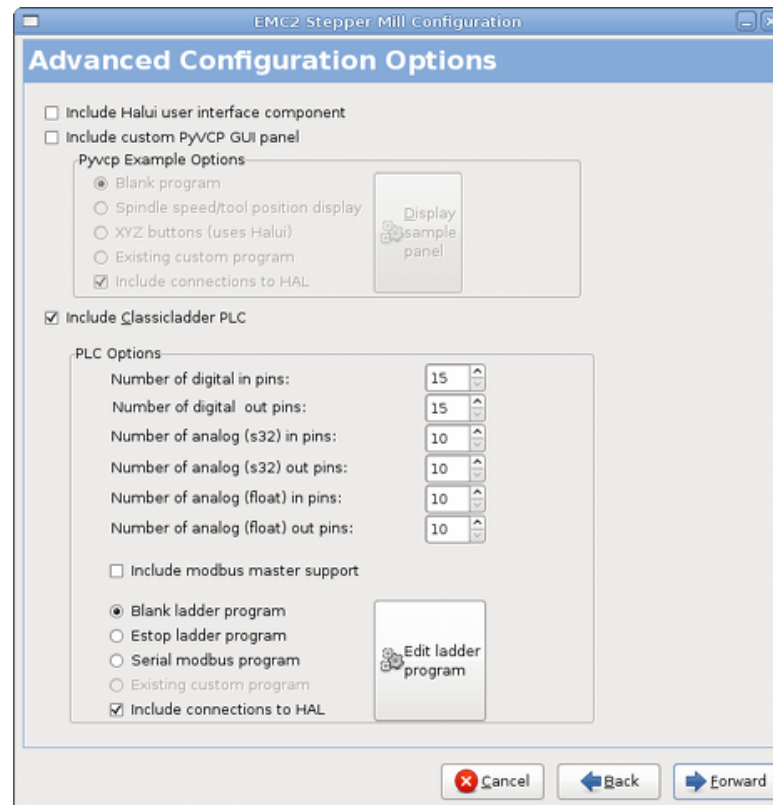 EMC2 Stepper Mill Configuration
Advanced Configuration Options
Include Halui user interface component
Include custom PyVCP GUI panel
Pyvcp Example Options
Blank program
Spindle speed/tool position display
XYZ buttons (uses Halui)
Existing custom program
Include connections to HAL
Display
sample
panel
Include Classicladder PLC
PLC Options
Number of digital in pins: 15
Number of digital out pins: 15
Number of analog (s32) in pins: 10
Number of analog (s32) out pins: 10
Number of analog (float) in pins: 10
Number of analog (float) out pins: 10
Include modbus master support
Blank ladder program
Estop ladder program
Serial modbus program
Existing custom program
Include connections to HAL
Edit ladder
program
Cancel Back Forward